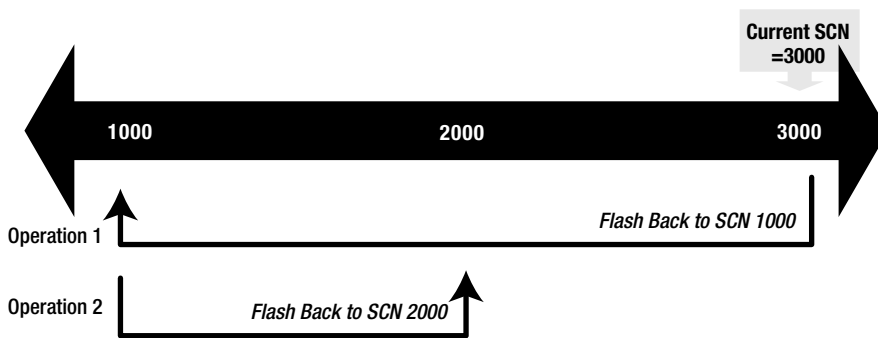 Current SCN
=3000
1000 2000 3000
Flash Back to SCN 1000
Operation 1
Operation 2
Flash Back to SCN 2000